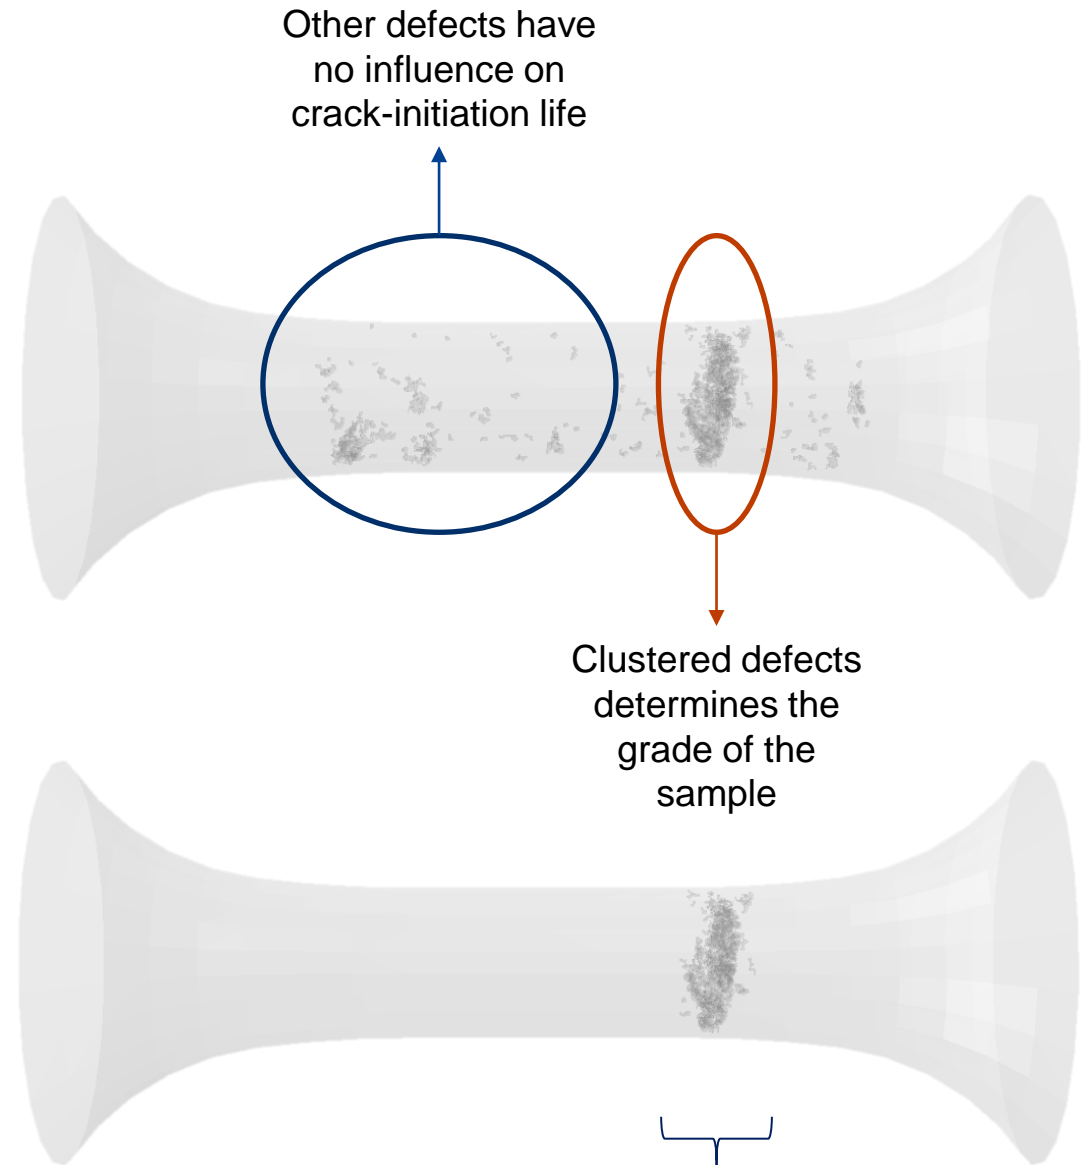 Other defects have
no influence on
crack-initiation life
Clustered defects
determines the
grade of the
sample